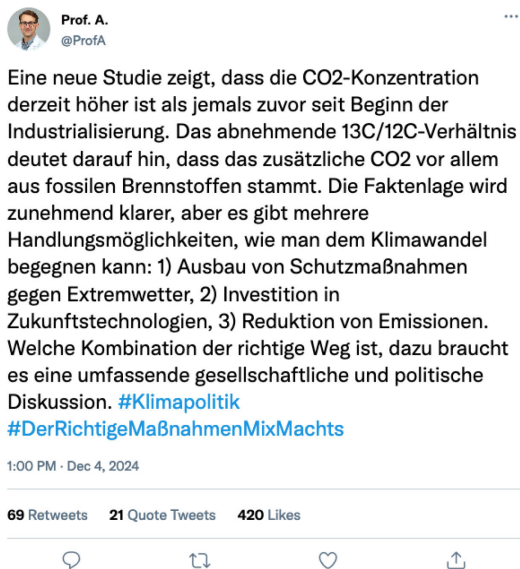 Prof. A.
@ProfA
Eine neue Studie zeigt, dass die CO2-Konzentration
derzeit höher ist als jemals zuvor seit Beginn der
Industrialisierung. Das abnehmende 13C/12C-Verhältnis
deutet darauf hin, dass das zusätzliche CO2 vor allem
aus fossilen Brennstoffen stammt. Die Faktenlage wird
zunehmend klarer, aber es gibt mehrere
Handlungsmöglichkeiten, wie man dem Klimawandel
begegnen kann: 1) Ausbau von Schutzmaßnahmen
gegen Extremwetter, 2) Investition in
Zukunftstechnologien, 3) Reduktion von Emissionen.
Welche Kombination der richtige Weg ist, dazu braucht
es eine umfassende gesellschaftliche und politische
Diskussion. #Klimapolitik
#DerRichtigeMaßnahmenMixMachts
1:00 PM · Dec 4, 2024
69 Retweets 21 Quote Tweets 420 Likes